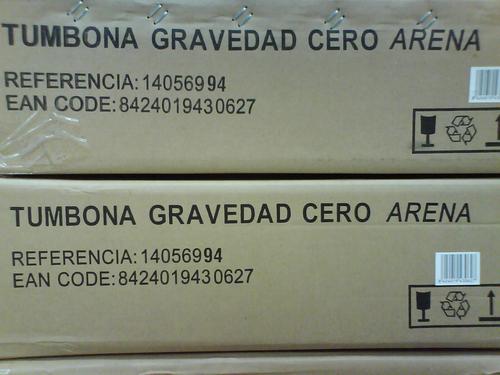 TUMBONA GRAVEDAD CERO ARENA
REFERENCIA: 14056994
EAN CODE: 8424019430627
TUMBONA GRAVEDAD CERO ARENA
REFERENCIA: 14056994
EAN CODE: 8424019430627